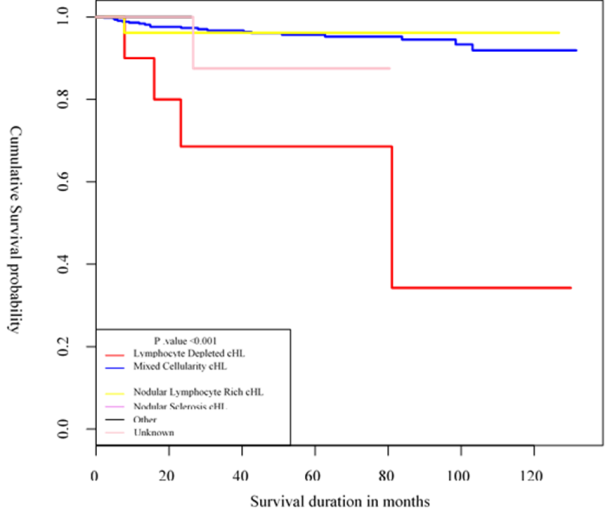 Cumulative Survival probability
1.0
0.8
0.6
0.4
0.2
0.0
P .value <0.001
Lymphocyte Depleted cHL
Mixed Cellularity cHL
Nodular Lymphocyte Rich cHL
Nodular Sclerosis cHL
Other
Unknown
0 20 40 60 80 100 120
Survival duration in months